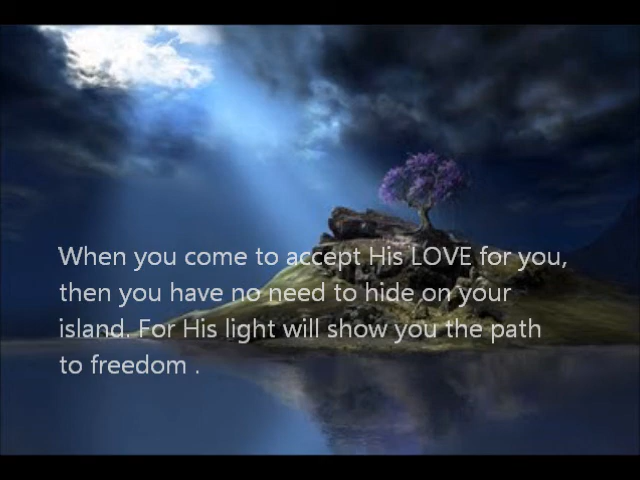 When you come to accept His LOVE for you,
then you have no need to hide on your
island. For His light will show you the path
to freedom .